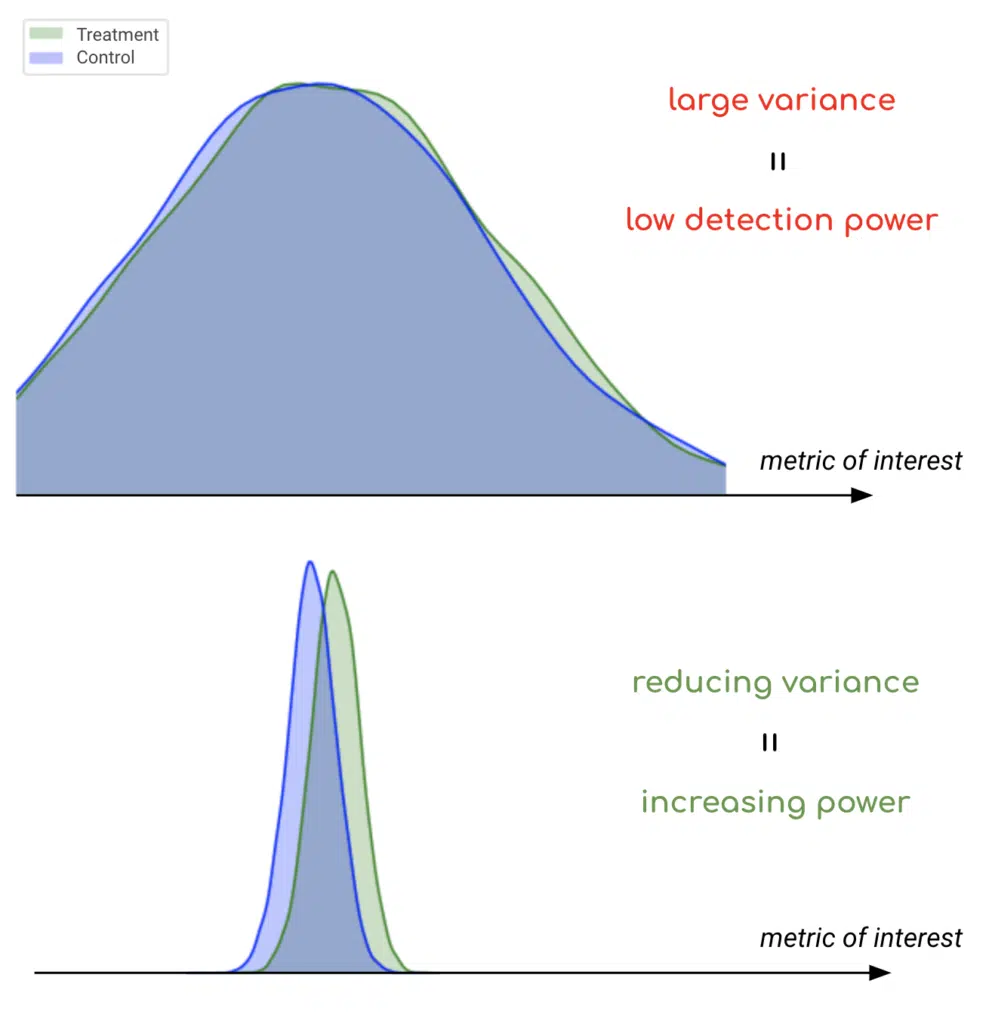 Treatment
Control
large variance
=
low detection power
metric of interest
reducing variance
=
increasing power
metric of interest